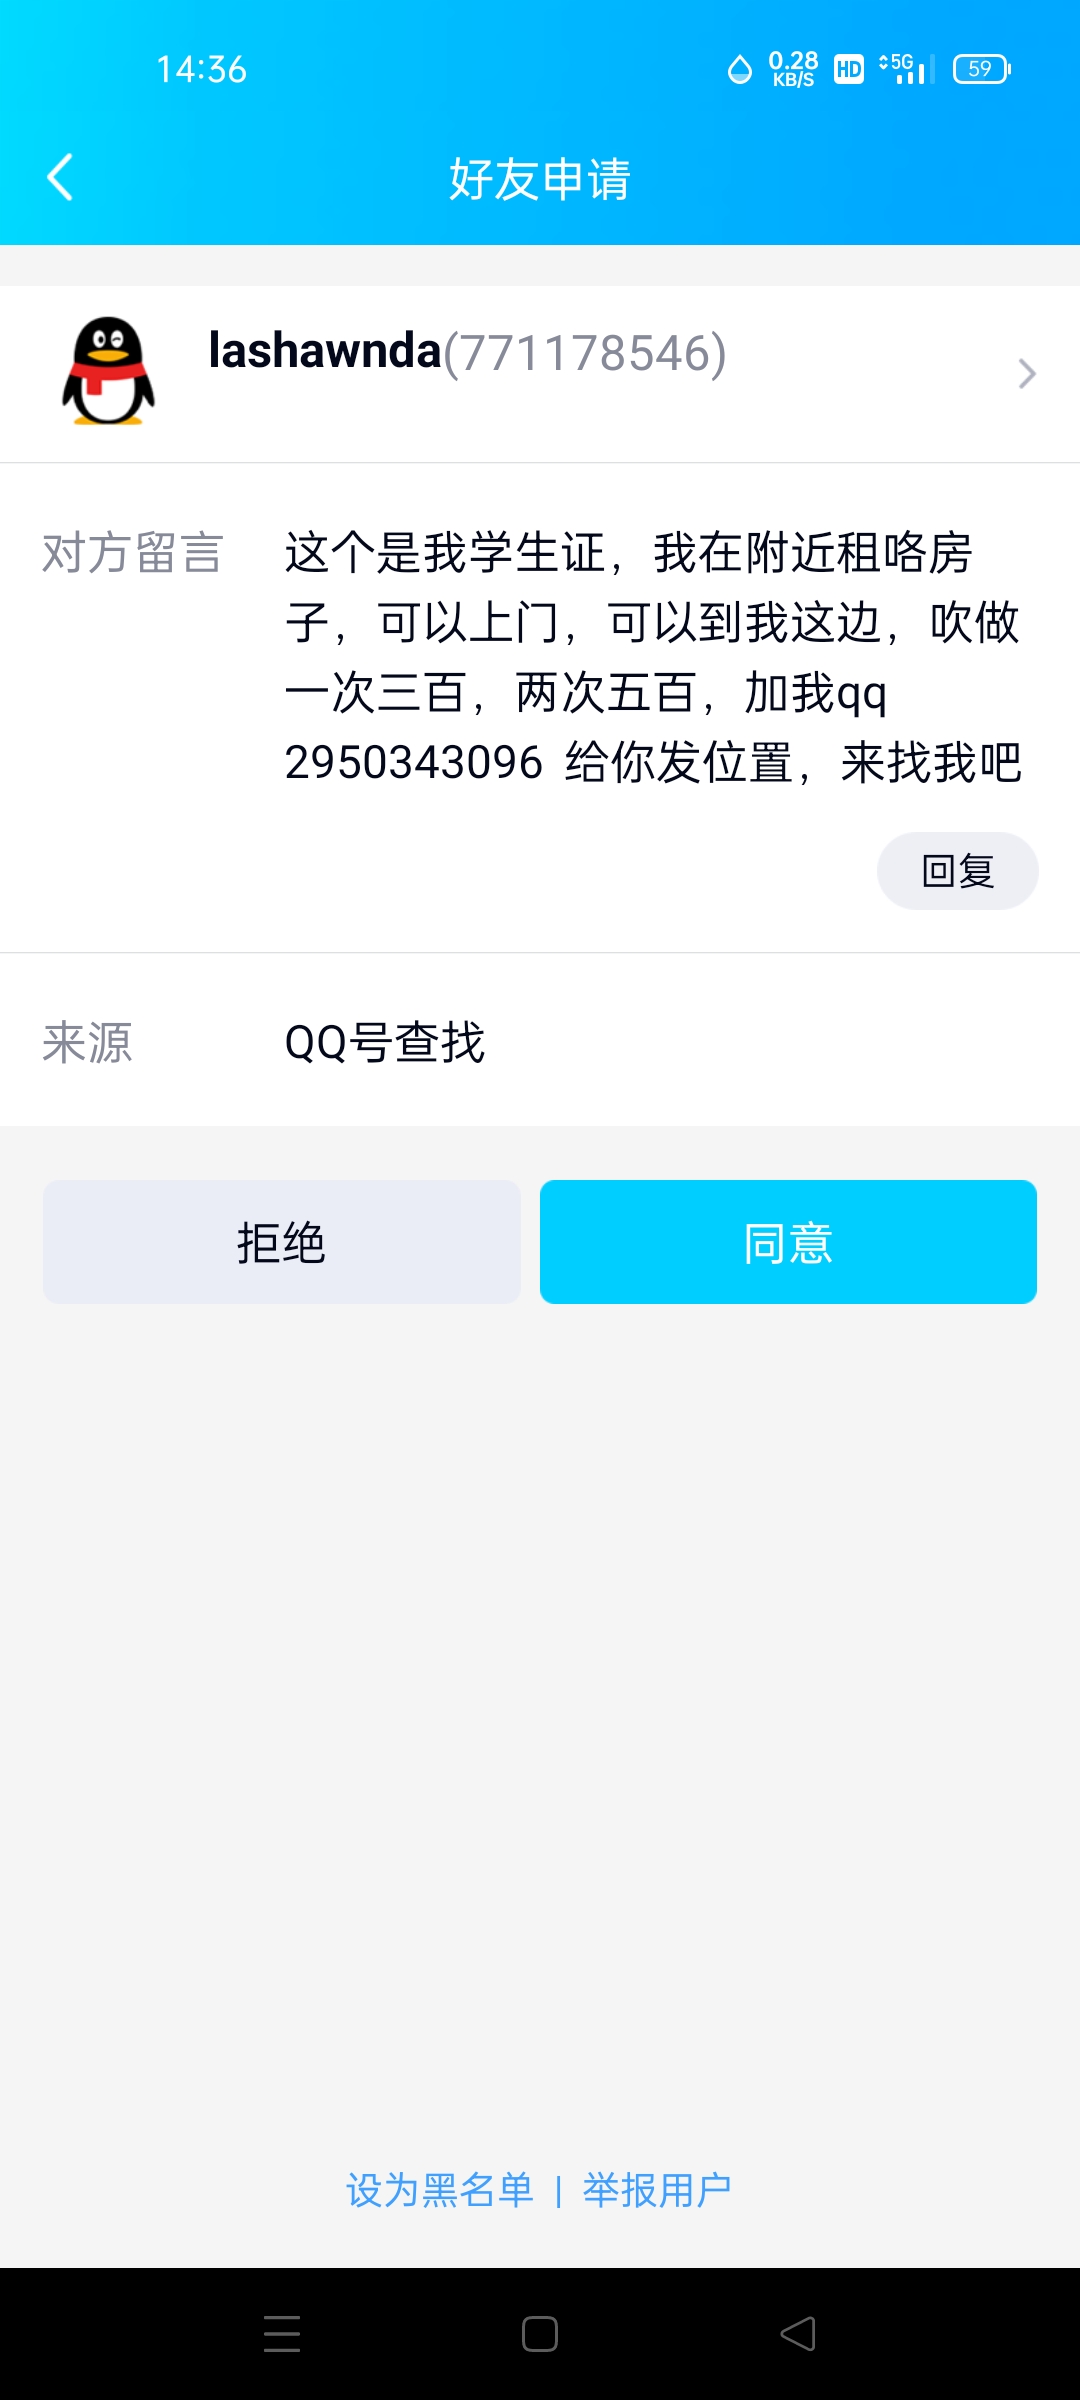 14:36
0.28
KB/S
HD
5G
59
好友申请
lashawnda(771178546)
对方留言
这个是我学生证，我在附近租咯房
子，可以上门，可以到我这边，吹做
一次三百，两次五百，加我qq
2950343096 给你发位置，来找我吧
回复
来源
QQ号查找
拒绝
同意
设为黑名单 | 举报用户